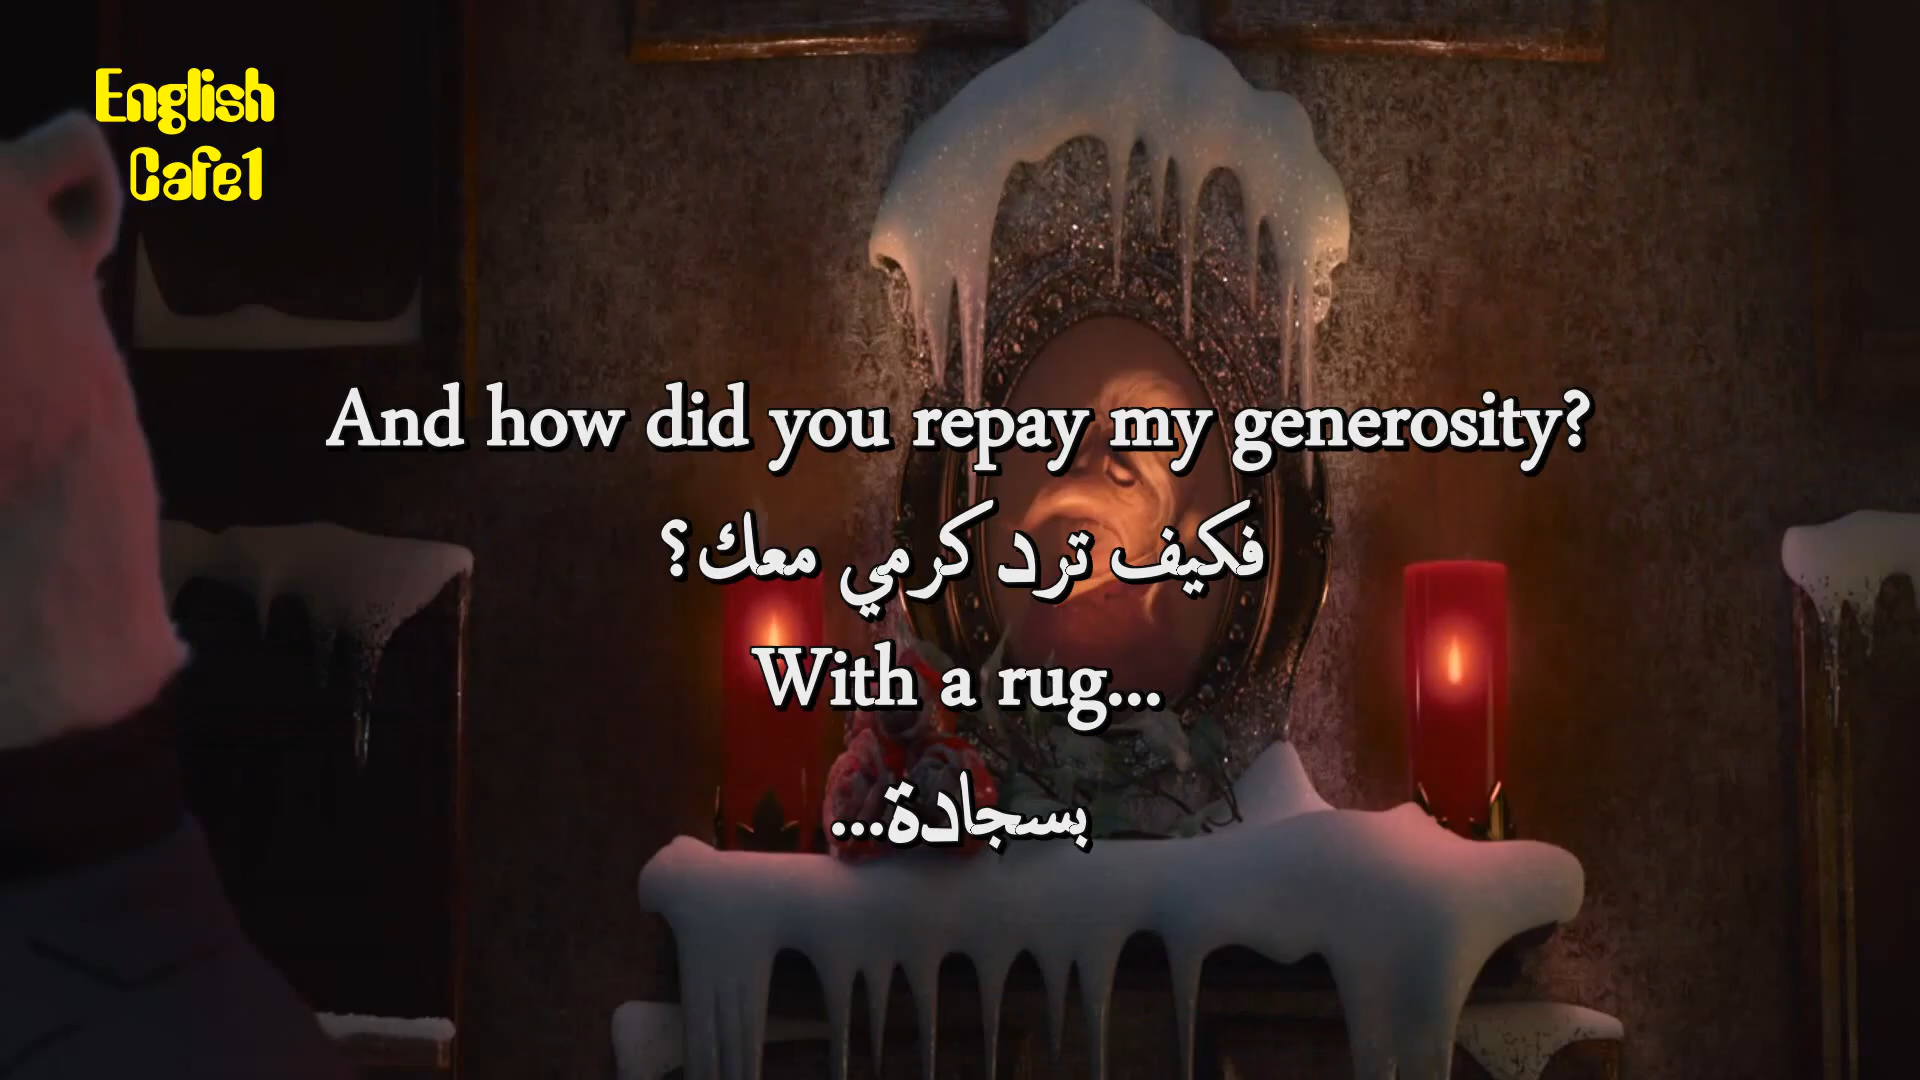 English
Cafe1
And how did you repay my generosity?
فكيف ترد كرمي معك؟
With a rug...
بسجادة...